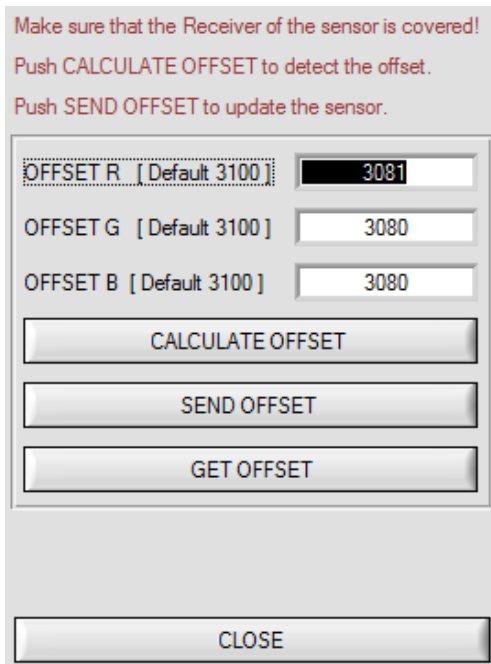 Make sure that the Receiver of the sensor is covered!
Push CALCULATE OFFSET to detect the offset.
Push SEND OFFSET to update the sensor.
OFFSET R [ Default 3100 ] 3081
OFFSET G [ Default 3100 ] 3080
OFFSET B [ Default 3100 ] 3080
CALCULATE OFFSET
SEND OFFSET
GET OFFSET
CLOSE